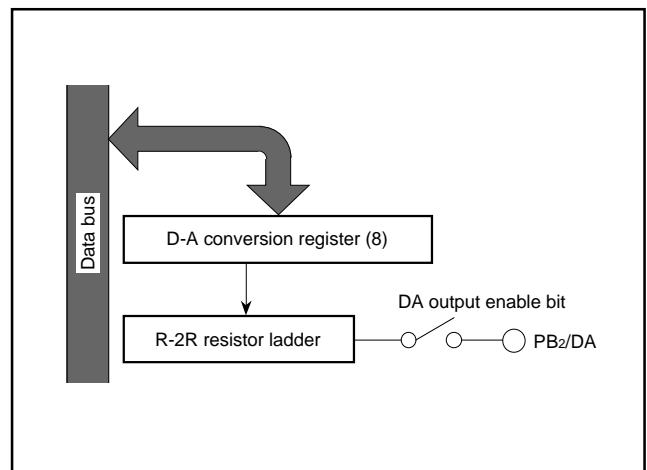 Data bus
D-A conversion register (8)
DA output enable bit
R-2R resistor ladder
PB2/DA